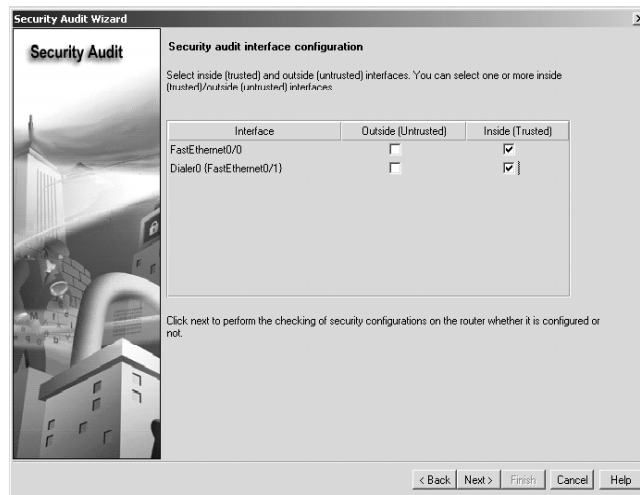 Security Audit Wizard
Security Audit
Security audit interface configuration
Select inside (trusted) and outside (untrusted) interfaces. You can select one or more inside
(trusted)/outside (untrusted) interfaces
Interface Outside (Untrusted) Inside (Trusted)
FastEthernet0/0
Dialer0 {FastEthernet0/1}
Click next to perform the checking of security configurations on the router whether it is configured or
not.
< Back Next > Finish Cancel Help